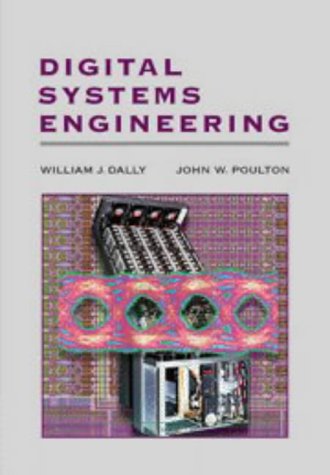 DIGITAL
SYSTEMS
ENGINEERING
WILLIAM J. DALLY JOHN W. POULTON